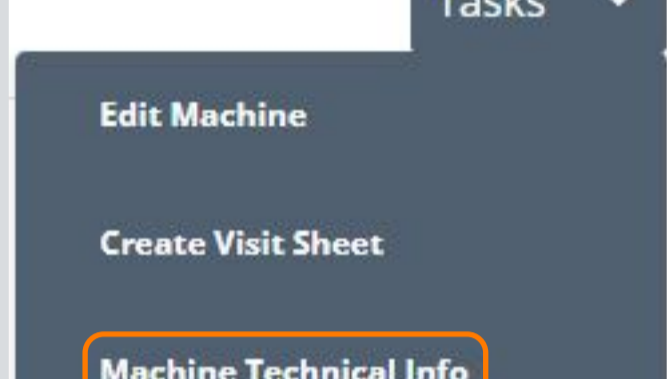 Tasks
Edit Machine
Create Visit Sheet
Machine Technical Info